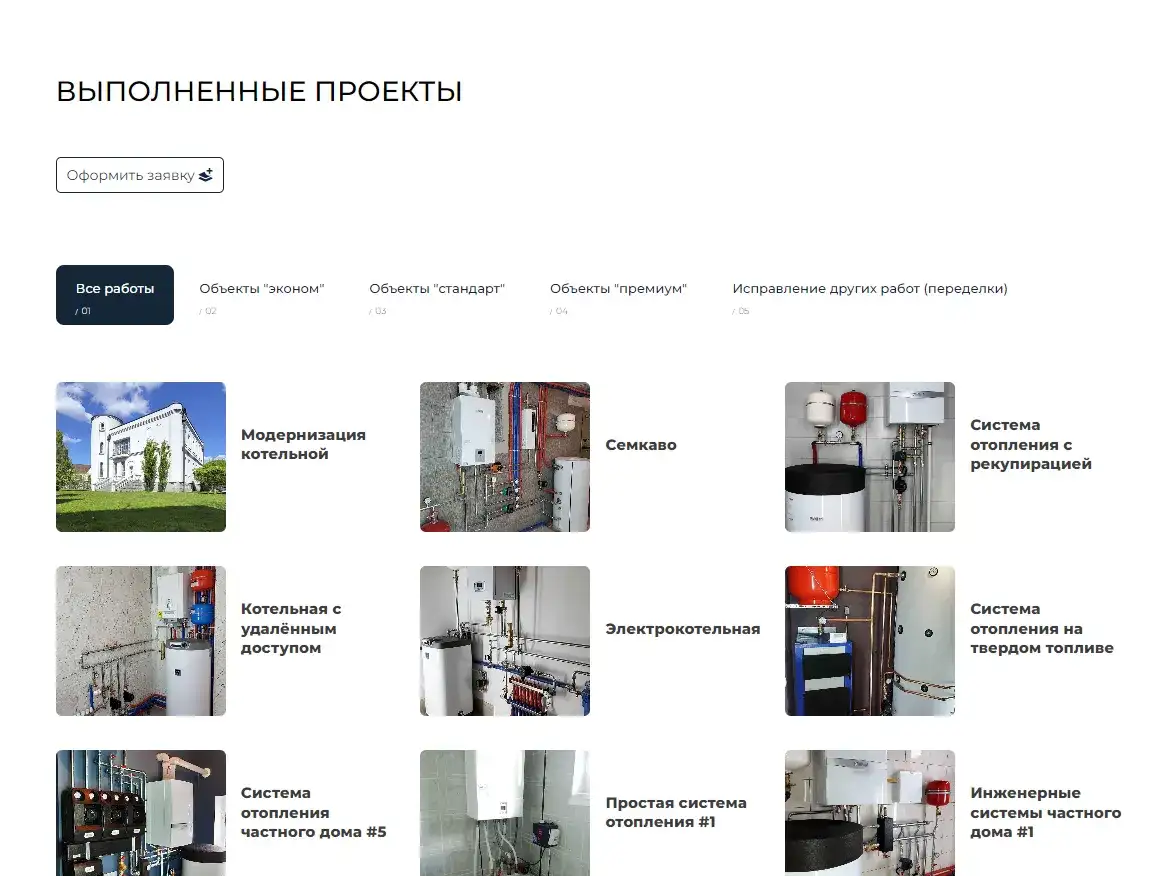 ВЫПОЛНЕННЫЕ ПРОЕКТЫ
Оформить заявку
Все работы
/ 01
Объекты "эконом"
/ 02
Объекты "стандарт"
/ 03
Объекты "премиум"
/ 04
Исправление других работ (переделки)
/ 05
Модернизация
котельной
Семкаво
Система
отопления с
рекупирацией
Котельная с
удалённым
доступом
Электрокотельная
Система
отопления на
твердом топливе
Система
отопления
частного дома #5
Простая система
отопления #1
Инженерные
системы частного
дома #1